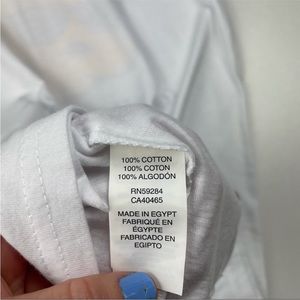 100% COTTON
100% COTON
100% ALGODÓN
RN59284
CA40465
MADE IN EGYPT
FABRIQUÉ EN
ÉGYPTE
FABRICADO EN
EGIPTO